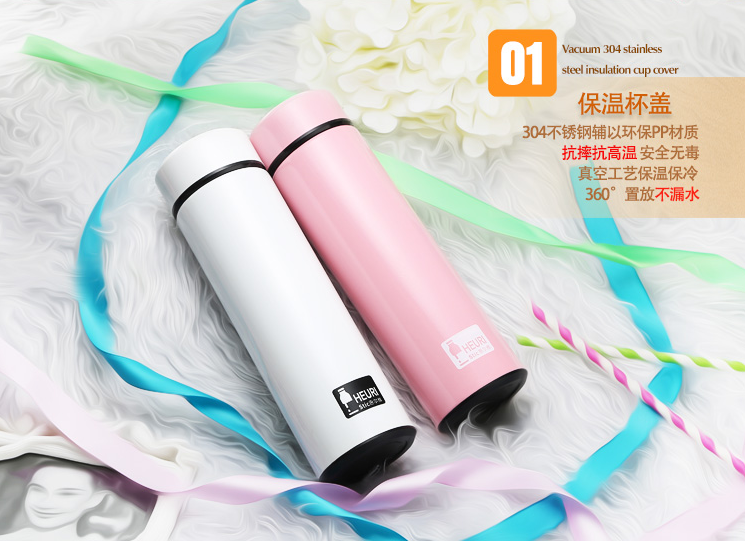 01
Vacuum 304 stainless
steel insulation cup cover
保温杯盖
304不锈钢辅以环保PP材质
抗摔抗高温 安全无毒
真空工艺保温保冷
360°置放不漏水
HEURI
HEURI